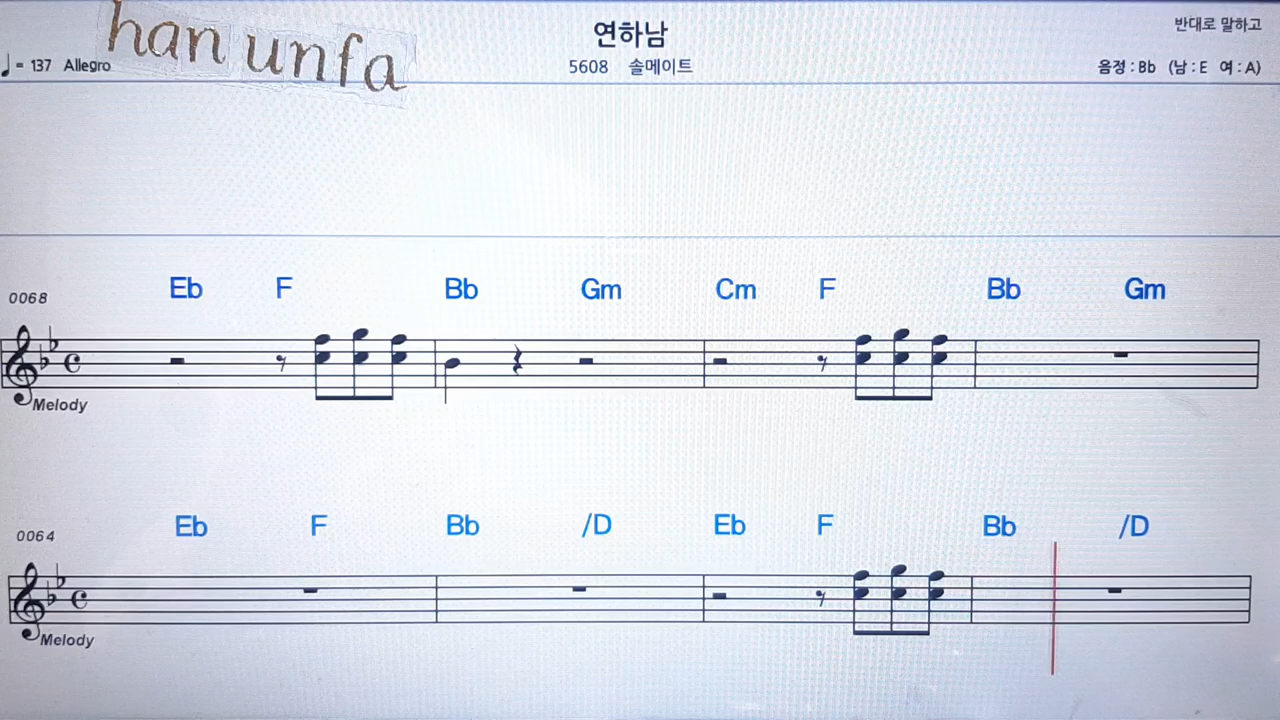 han unfa
연하남
반대로 말하고
♩= 137 Allegro
5608 솔메이트
음정 : Bb (남 : E 여 : A)
Eb F Bb Gm Cm F Bb Gm
0068
Melody
Eb F Bb /D Eb F Bb /D
0064
Melody